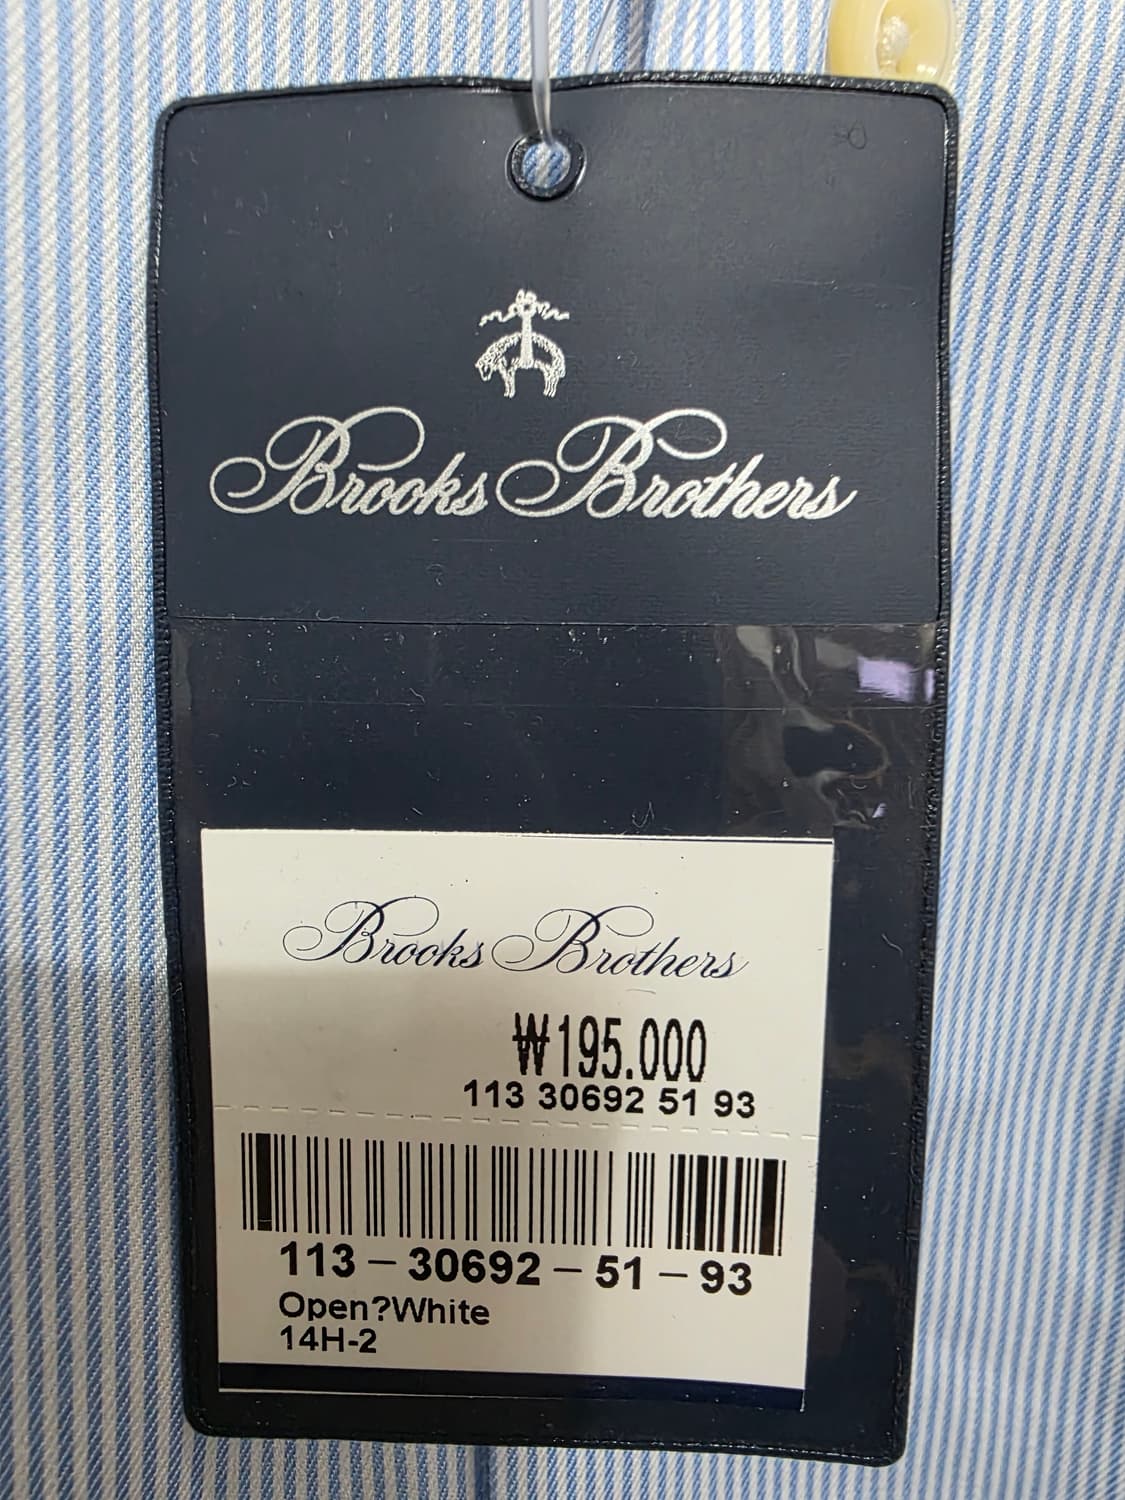 Brooks Brothers
Brooks Brothers
₩195.000
113 30692 51 93
113-30692-51-93
Open?White
14H-2